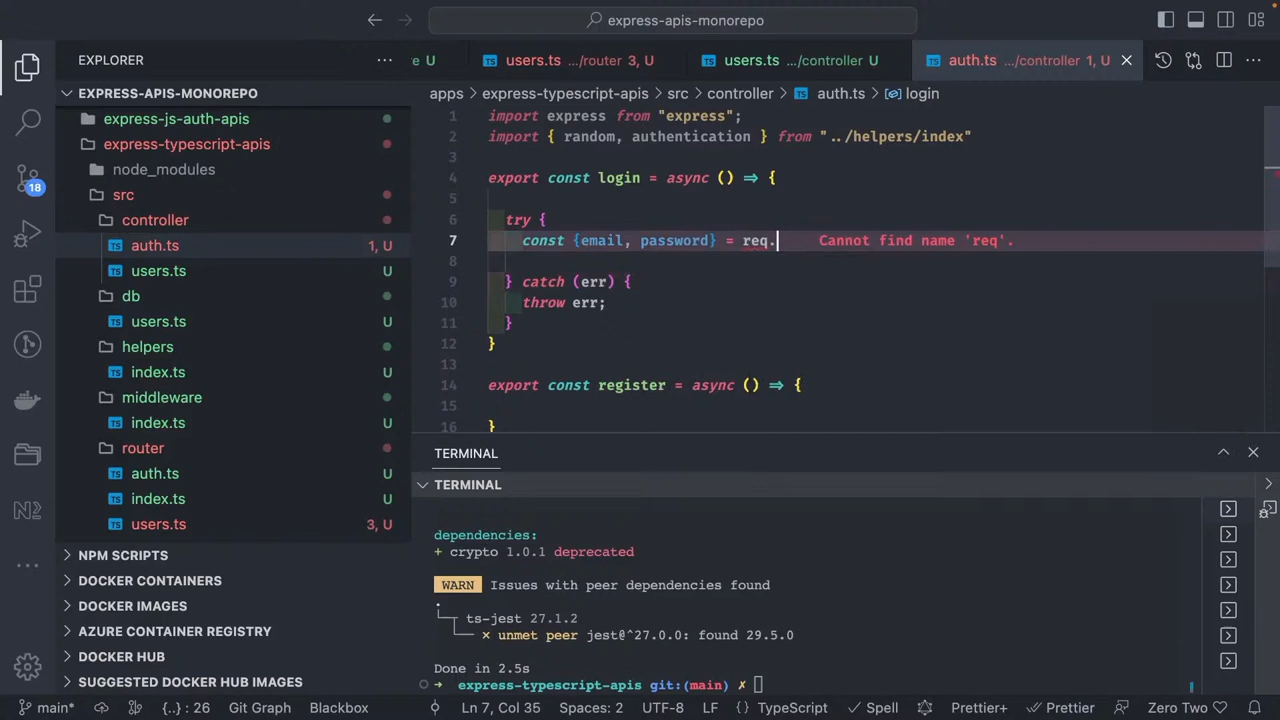 express-apis-monorepo
EXPLORER
e U
users.ts .../router 3, U
users.ts .../controller U
auth.ts .../controller 1, U
EXPRESS-APIS-MONOREPO
apps > express-typescript-apis > src > controller > auth.ts > login
express-js-auth-apis
express-typescript-apis
node_modules
src
controller
auth.ts 1, U
users.ts U
db
users.ts U
helpers
index.ts U
middleware
index.ts U
router
auth.ts U
index.ts U
users.ts 3, U
NPM SCRIPTS
DOCKER CONTAINERS
DOCKER IMAGES
AZURE CONTAINER REGISTRY
DOCKER HUB
SUGGESTED DOCKER HUB IMAGES
18
1 import express from "express";
2 import { random, authentication } from "../helpers/index"
3
4 export const login = async () => {
5
6 try {
7 const {email, password} = req. Cannot find name 'req'.
8
9 } catch (err) {
10 throw err;
11 }
12 }
13
14 export const register = async () => {
15
16 }
TERMINAL
TERMINAL
dependencies:
+ crypto 1.0.1 deprecated
WARN Issues with peer dependencies found
.
└─┬ ts-jest 27.1.2
└── ✕ unmet peer jest@^27.0.0: found 29.5.0
Done in 2.5s
➜ express-typescript-apis git:(main) ✗
main* {..} : 26 Git Graph Blackbox Ln 7, Col 35 Spaces: 2 UTF-8 LF {} TypeScript ✓ Spell Prettier+ ✓✓ Prettier Zero Two